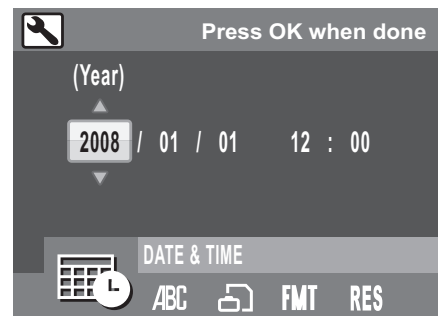 Press OK when done
(Year)
2008 / 01 / 01 12 : 00
DATE & TIME
ABC FMT RES